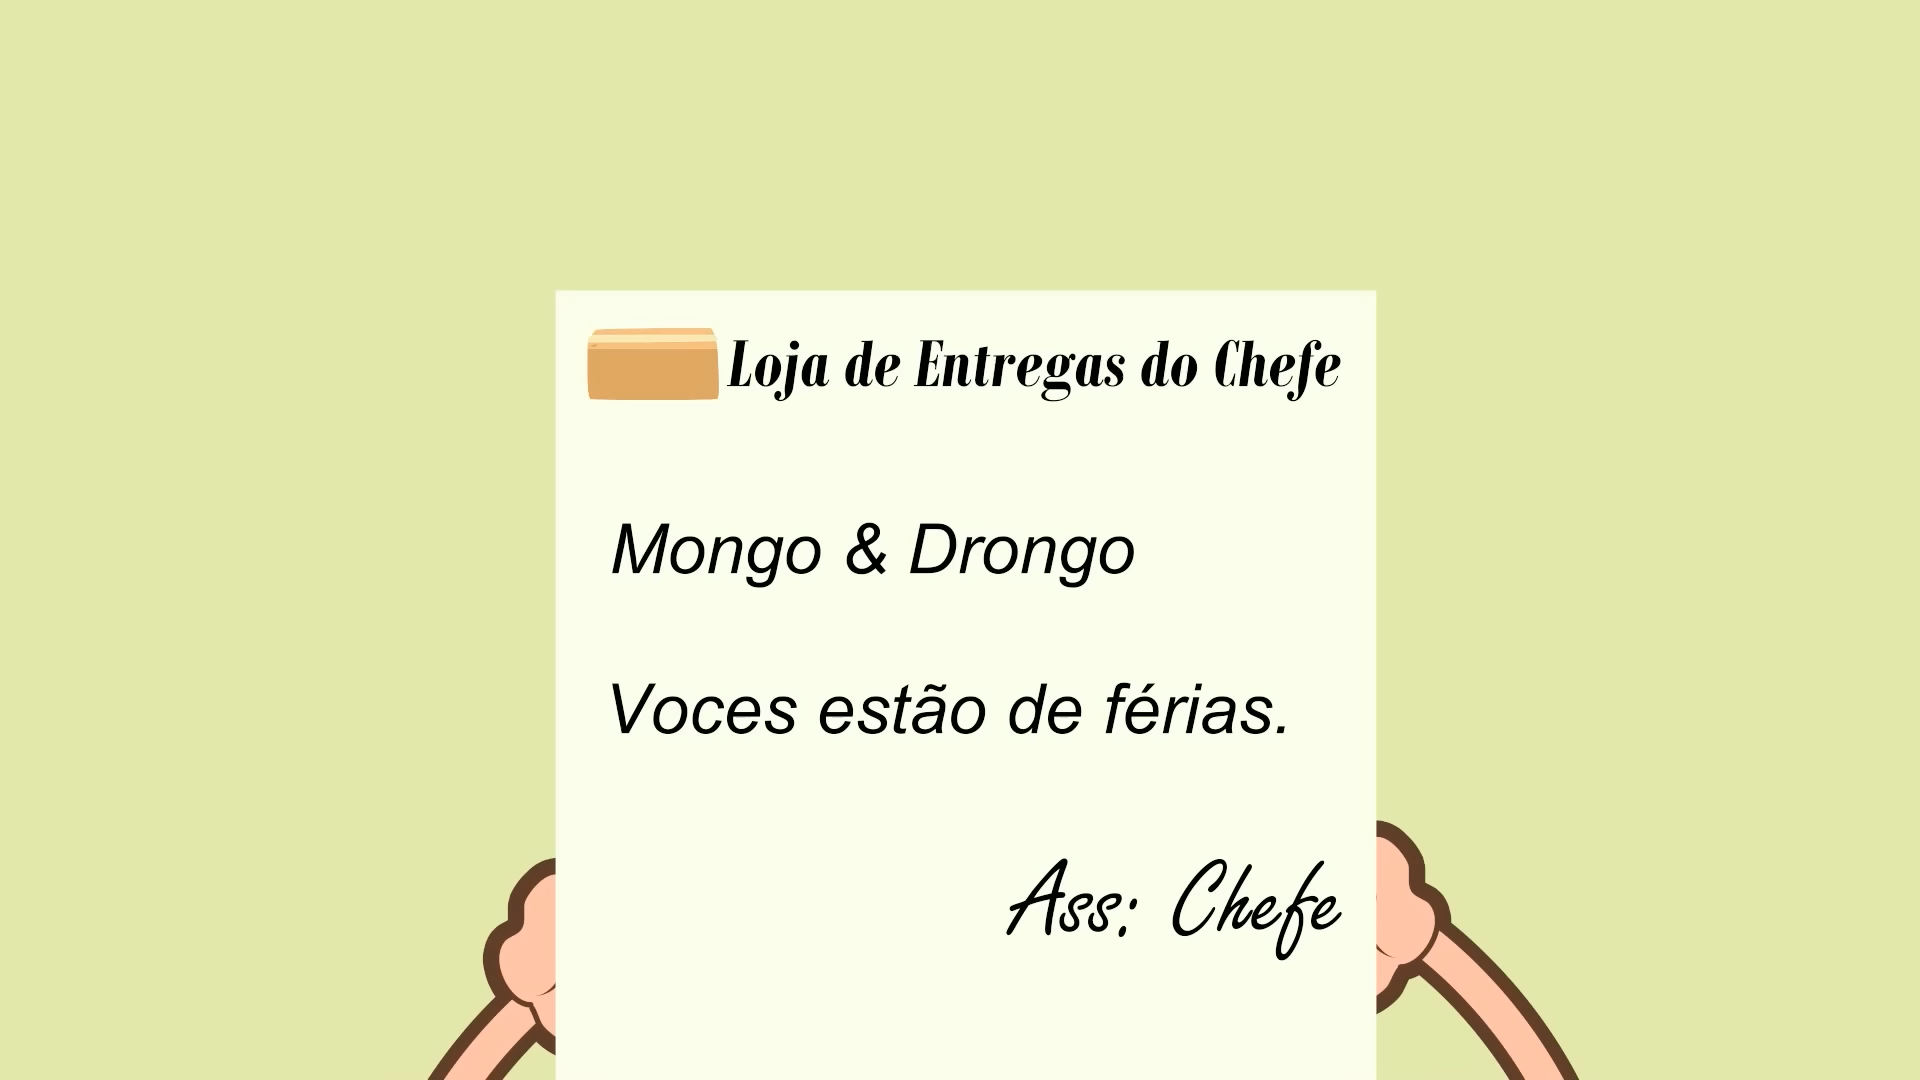 Loja de Entregas do Chefe
Mongo & Drongo
Voces estão de férias.
Ass: Chefe